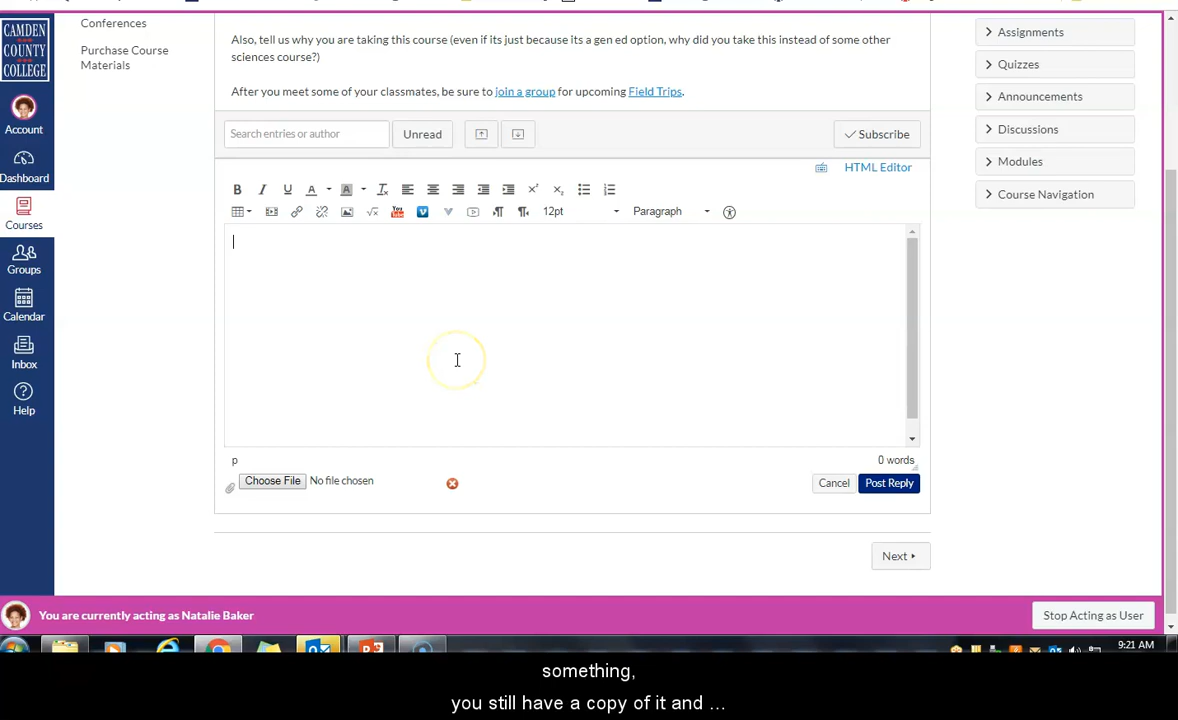 Conferences
Purchase Course
Materials
CAMDEN
COUNTY
COLLEGE
Account
Dashboard
Courses
Groups
Calendar
Inbox
Help
Also, tell us why you are taking this course (even if its just because its a gen ed option, why did you take this instead of some other
sciences course?)
After you meet some of your classmates, be sure to join a group for upcoming Field Trips.
Search entries or author
Unread
Subscribe
HTML Editor
B I U A A
12pt
Paragraph
p
0 words
Choose File No file chosen
Cancel
Post Reply
Next
Assignments
Quizzes
Announcements
Discussions
Modules
Course Navigation
You are currently acting as Natalie Baker
Stop Acting as User
9:21 AM
something,
you still have a copy of it and ...